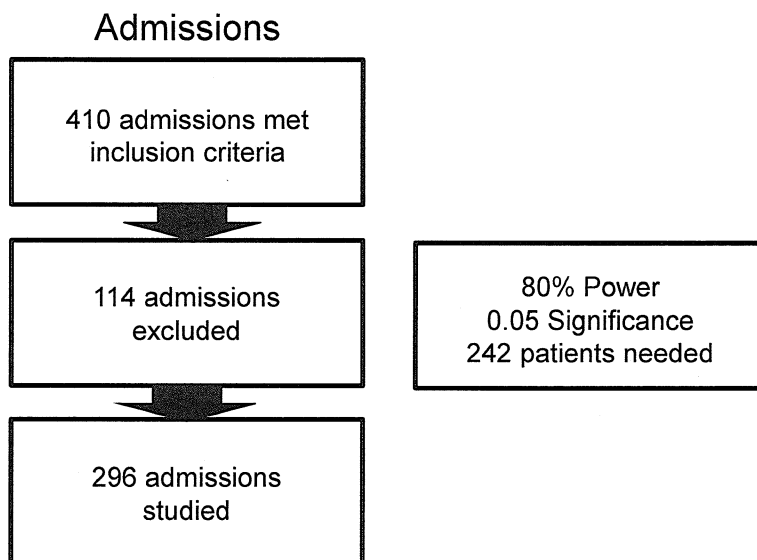 Admissions
410 admissions met
inclusion criteria
114 admissions
excluded
80% Power
0.05 Significance
242 patients needed
296 admissions
studied